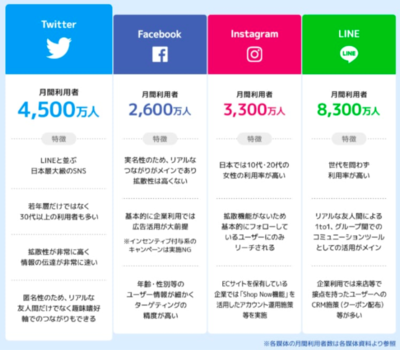 Twitter
月間利用者
4,500万人
特徴
LINEと並ぶ
日本最大級のSNS
若年層だけではなく
30代以上の利用者も多い
拡散性が非常に高く
情報の伝達が非常に速い
匿名性のため、リアルな
友人間だけでなく趣味嗜好
軸でのつながりもできる
Facebook
月間利用者
2,600万人
特徴
実名性のため、リアルな
つながりがメインであり
拡散性は高くない
基本的に企業利用では
広告活用が大前提
※インセンティブ付与系の
キャンペーンは実施NG
年齢・性別等の
ユーザー情報が細かく
ターゲティングの
精度が高い
Instagram
月間利用者
3,300万人
特徴
日本では10代・20代の
女性の利用率が高い
拡散機能がないため
基本的にフォローして
いるユーザーにのみ
リーチされる
ECサイトを保有している
企業では「Shop Now機能」を
活用したアカウント運用施策
等を実施
LINE
LINE
月間利用者
8,300万人
特徴
世代を問わず
利用率が高い
リアルな友人間による
1to1、グループ間での
コミュニケーションツール
としての活用がメイン
企業利用では来店等で
接点を持ったユーザーへの
CRM施策（クーポン配布）
等が多い
※各媒体の月間利用者数は各媒体資料より参照